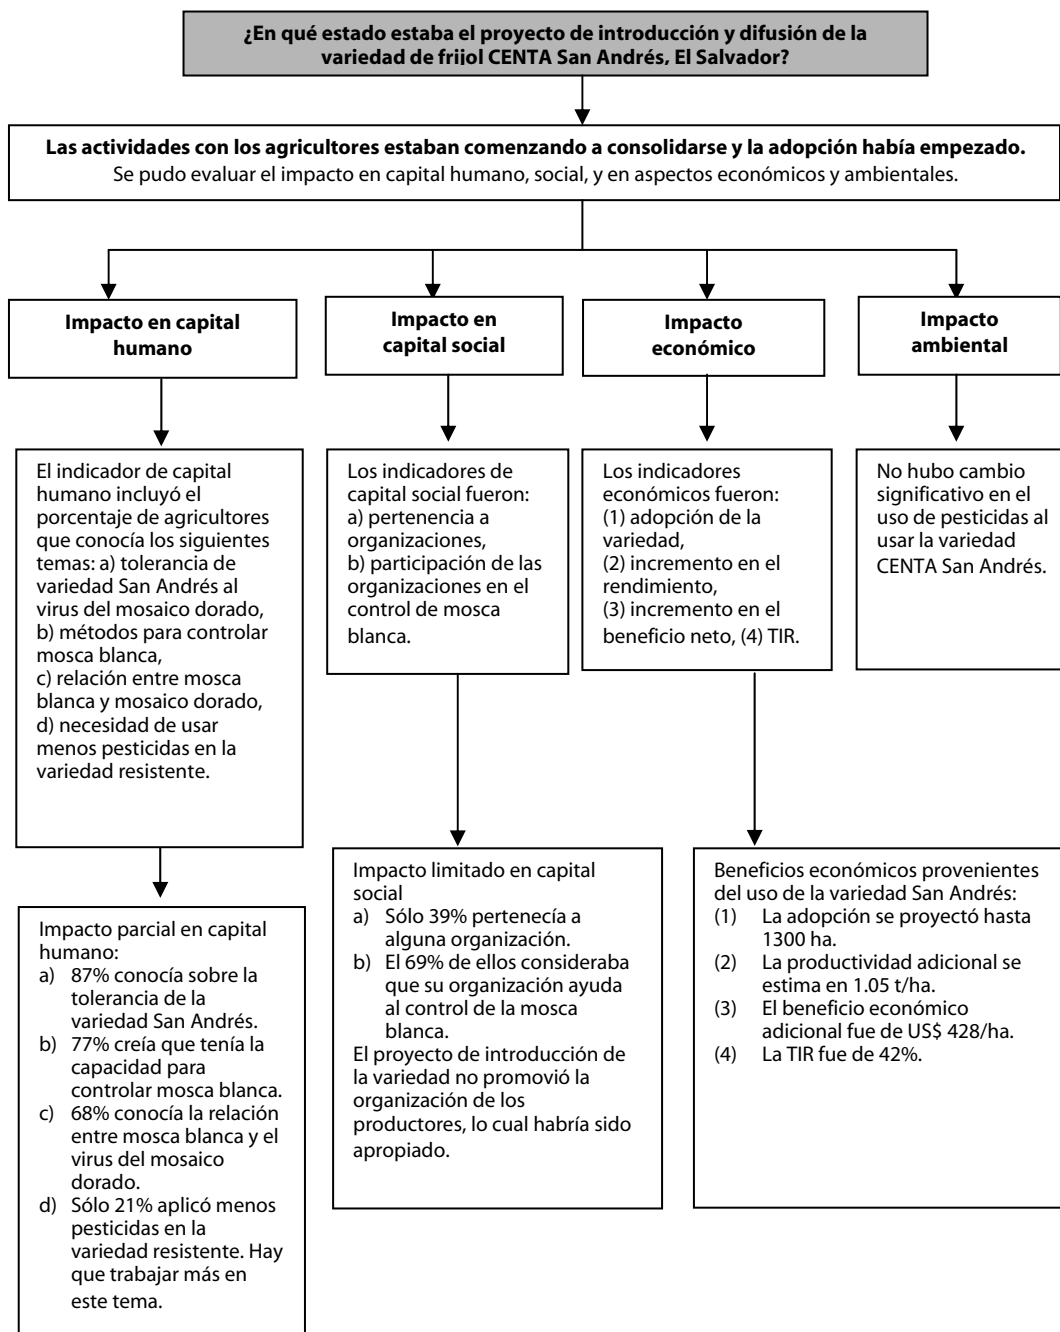 ¿En qué estado estaba el proyecto de introducción y difusión de la
variedad de frijol CENTA San Andrés, El Salvador?
Las actividades con los agricultores estaban comenzando a consolidarse y la adopción había empezado.
Se pudo evaluar el impacto en capital humano, social, y en aspectos económicos y ambientales.
Impacto en capital
humano
Impacto en
capital social
Impacto
económico
Impacto
ambiental
El indicador de capital
humano incluyó el
porcentaje de agricultores
que conocía los siguientes
temas: a) tolerancia de
variedad San Andrés al
virus del mosaico dorado,
b) métodos para controlar
mosca blanca,
c) relación entre mosca
blanca y mosaico dorado,
d) necesidad de usar
menos pesticidas en la
variedad resistente.
Los indicadores de
capital social fueron:
a) pertenencia a
organizaciones,
b) participación de las
organizaciones en el
control de mosca
blanca.
Los indicadores
económicos fueron:
(1) adopción de la
variedad,
(2) incremento en el
rendimiento,
(3) incremento en el
beneficio neto, (4) TIR.
No hubo cambio
significativo en el
uso de pesticidas al
usar la variedad
CENTA San Andrés.
Impacto parcial en capital
humano:
a) 87% conocía sobre la
tolerancia de la
variedad San Andrés.
b) 77% creía que tenía la
capacidad para
controlar mosca blanca.
c) 68% conocía la relación
entre mosca blanca y el
virus del mosaico
dorado.
d) Sólo 21% aplicó menos
pesticidas en la
variedad resistente. Hay
que trabajar más en
este tema.
Impacto limitado en capital
social
a) Sólo 39% pertenecía a
alguna organización.
b) El 69% de ellos consideraba
que su organización ayuda
al control de la mosca
blanca.
El proyecto de introducción de
la variedad no promovió la
organización de los
productores, lo cual habría sido
apropiado.
Beneficios económicos provenientes
del uso de la variedad San Andrés:
(1) La adopción se proyectó hasta
1300 ha.
(2) La productividad adicional se
estima en 1.05 t/ha.
(3) El beneficio económico
adicional fue de US$ 428/ha.
(4) La TIR fue de 42%.